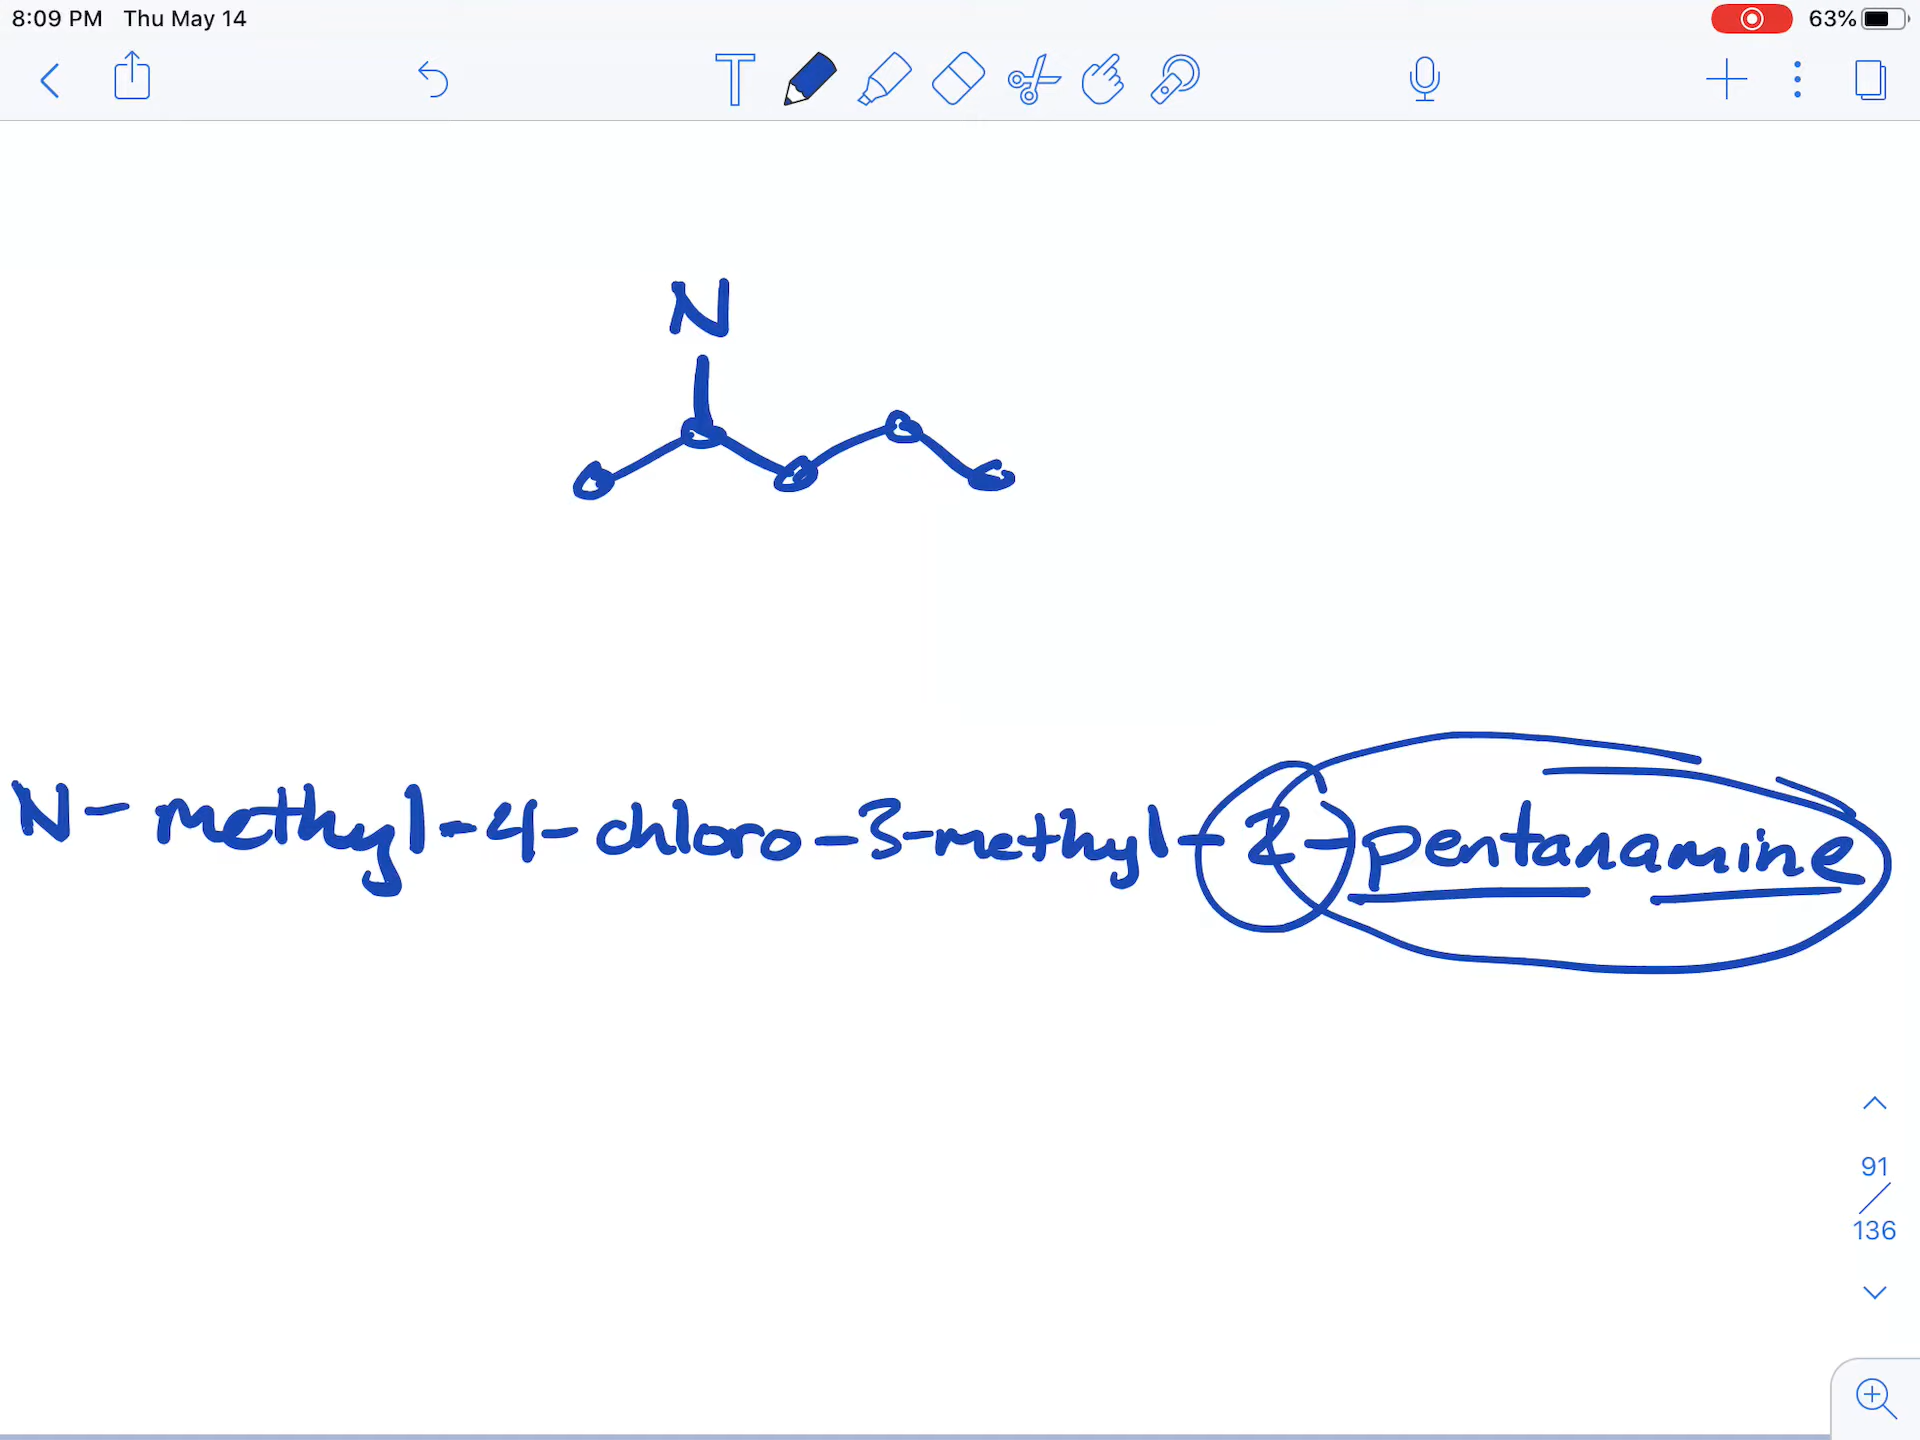 8:09 PM Thu May 14 63%
T
N
N-methyl-4-chloro-3-methyl-2-pentanamine
91
136